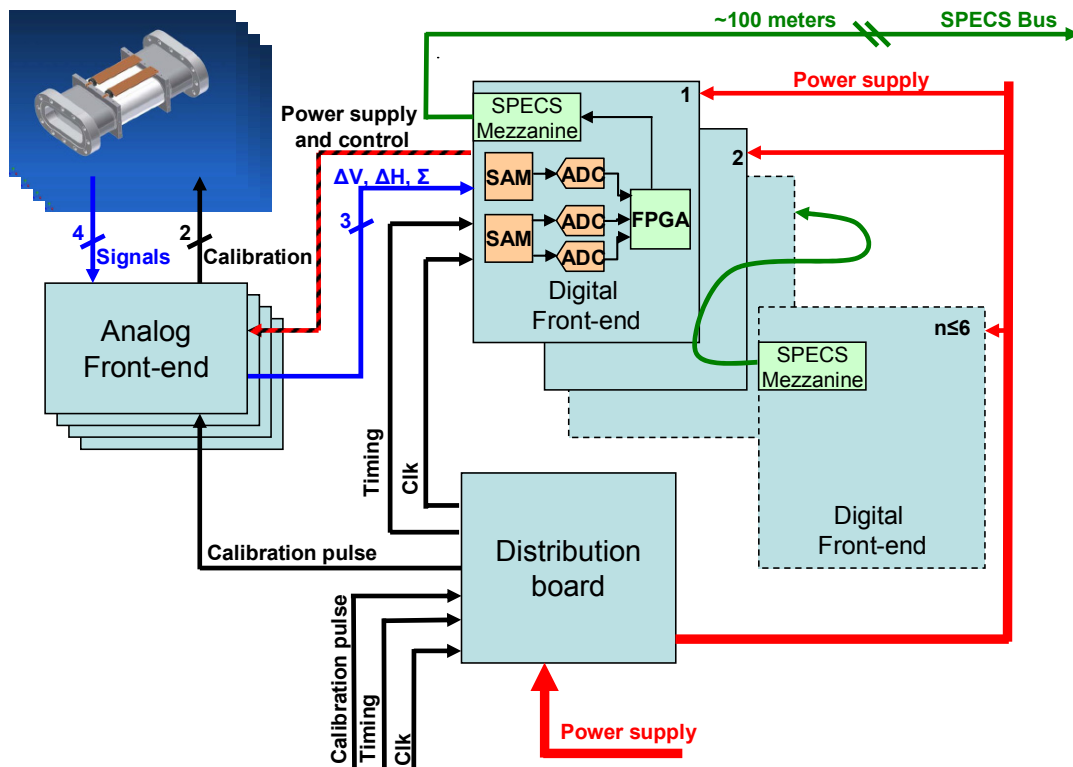 ~100 meters
SPECS Bus
Power supply
1
SPECS
Mezzanine
Power supply
and control
2
ΔV, ΔH, Σ
3
SAM
ADC
SAM
ADC
ADC
FPGA
Digital
Front-end
4
Signals
2
Calibration
Analog
Front-end
n≤6
SPECS
Mezzanine
Digital
Front-end
Timing
Clk
Calibration pulse
Distribution
board
Calibration pulse
Timing
Clk
Power supply